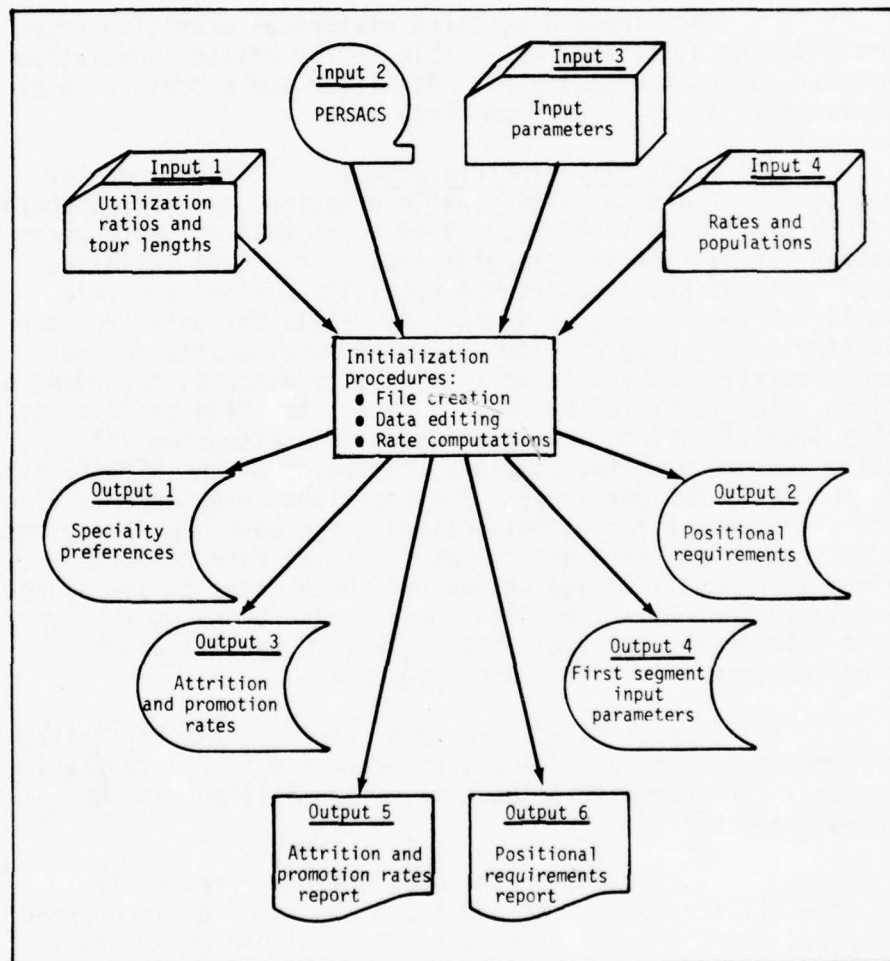 Input 3
Input
parameters
Input 2
PERSACS
Input 1
Utilization
ratios and
tour lengths
Input 4
Rates and
populations
Initialization
procedures:
● File creation
● Data editing
● Rate computations
Output 1
Specialty
preferences
Output 2
Positional
requirements
Output 3
Attrition
and promotion
rates
Output 4
First segment
input
parameters
Output 5
Attrition and
promotion rates
report
Output 6
Positional
requirements
report